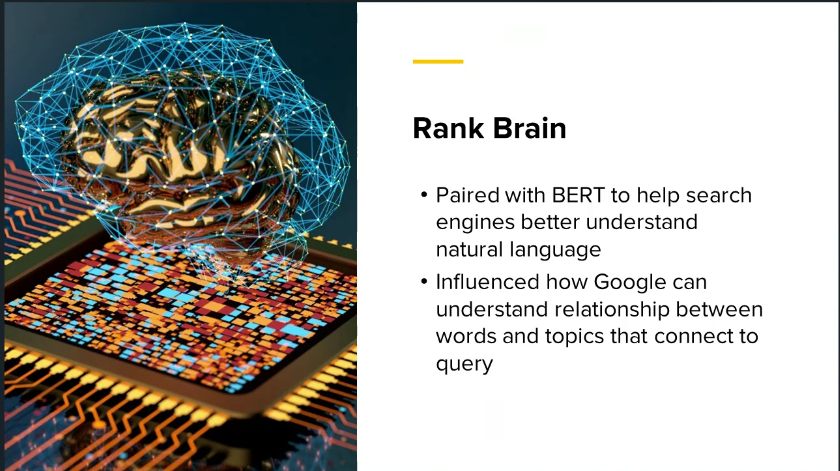 Rank Brain
• Paired with BERT to help search
engines better understand
natural language
• Influenced how Google can
understand relationship between
words and topics that connect to
query